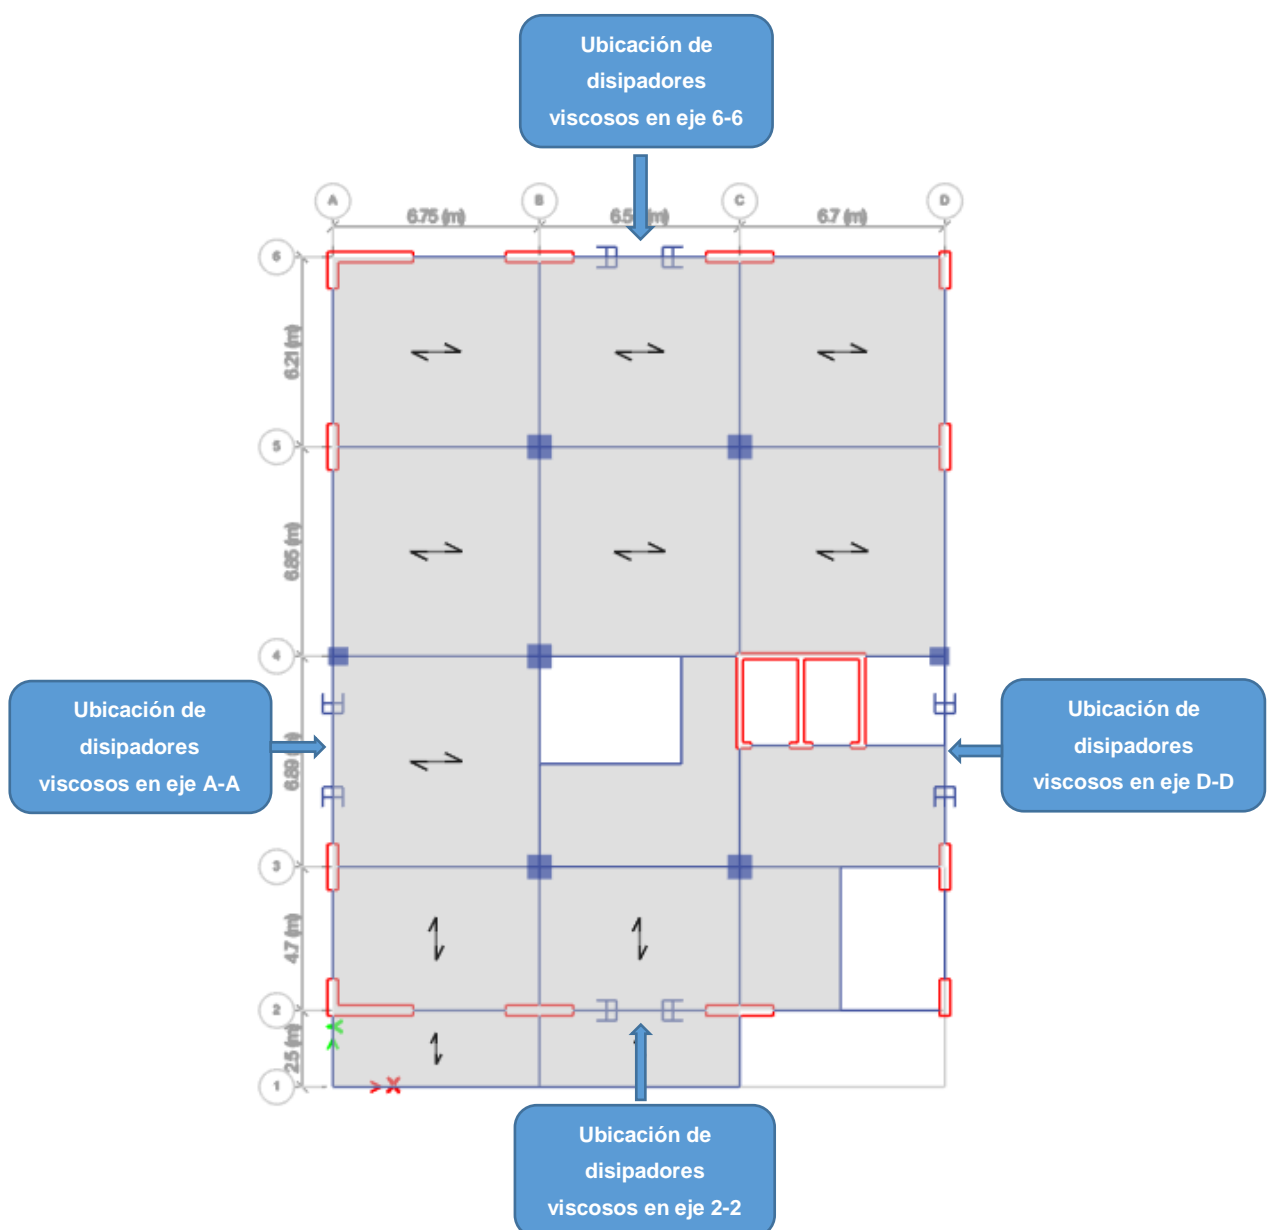 Ubicación de
disipadores
viscosos en eje 6-6
A
B
C
D
6.75 (m)
6.7 (m)
6
6.21 (m)
5
6.85 (m)
4
Ubicación de
disipadores
viscosos en eje A-A
6.89 (m)
Ubicación de
disipadores
viscosos en eje D-D
3
4.7 (m)
2
2.5 (m)
1
X
Ubicación de
disipadores
viscosos en eje 2-2